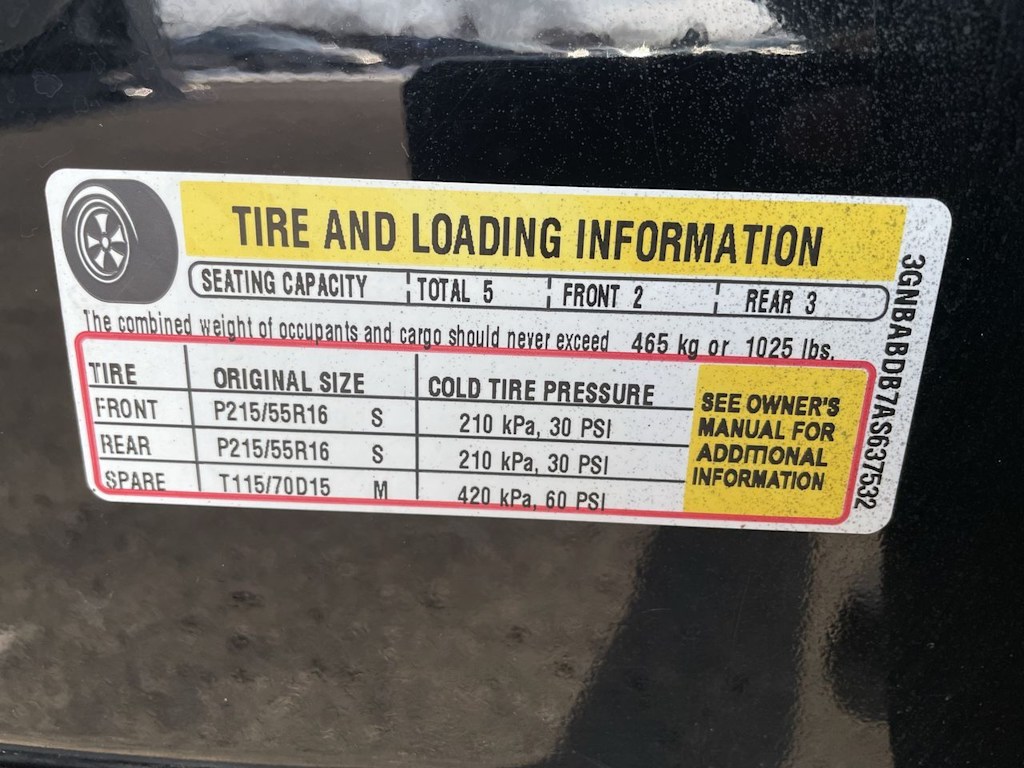 TIRE AND LOADING INFORMATION
SEATING CAPACITY TOTAL 5 FRONT 2 REAR 3
The combined weight of occupants and cargo should never exceed 465 kg or 1025 lbs.
TIRE ORIGINAL SIZE COLD TIRE PRESSURE
FRONT P215/55R16 S 210 kPa, 30 PSI
REAR P215/55R16 S 210 kPa, 30 PSI
SPARE T115/70D15 M 420 kPa, 60 PSI
SEE OWNER'S
MANUAL FOR
ADDITIONAL
INFORMATION
3GNBABDB7AS637532